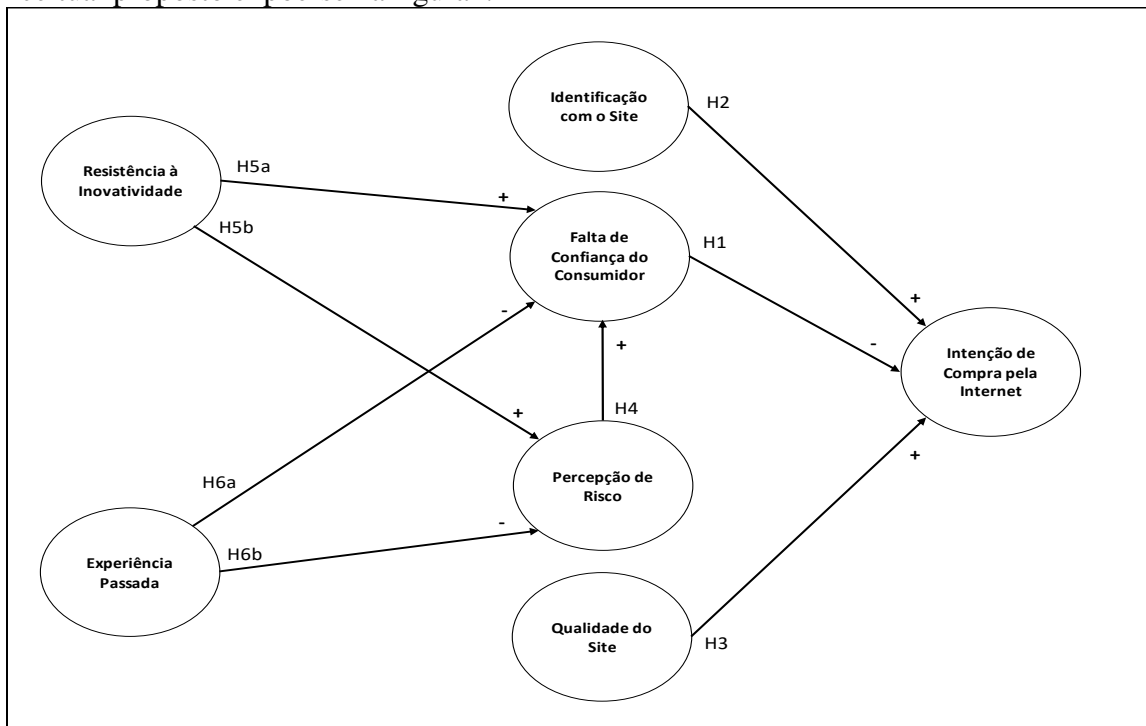 Identificação
com o Site
H2
Resistência à
Inovatividade
H5a
+
H5b
Falta de
Confiança do
Consumidor
H1
-
+
-
Intenção de
Compra pela
Internet
+
H4
+
+
H6a
Percepção de
Risco
-
H6b
Experiência
Passada
Qualidade do
Site
H3